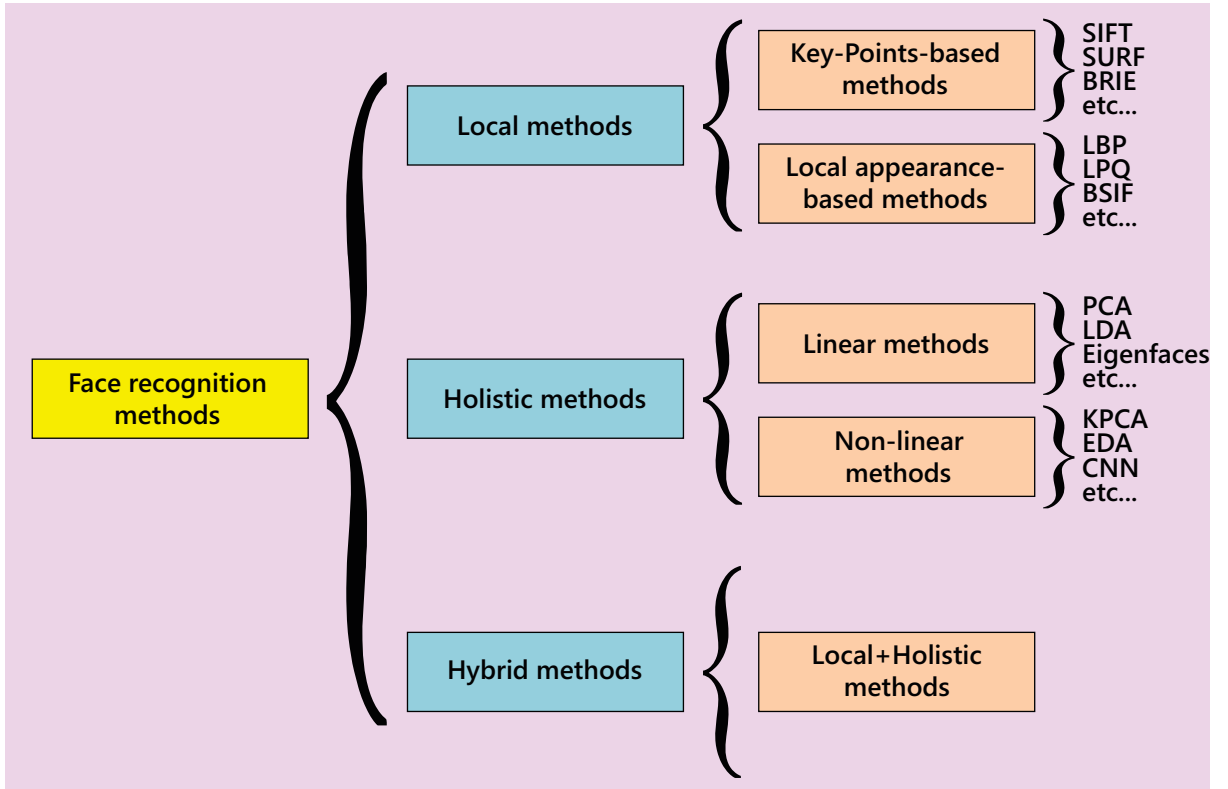 Face recognition
methods
Local methods
Key-Points-based
methods
SIFT
SURF
BRIE
etc...
Local appearance-
based methods
LBP
LPQ
BSIF
etc...
Holistic methods
Linear methods
PCA
LDA
Eigenfaces
etc...
Non-linear
methods
KPCA
EDA
CNN
etc...
Hybrid methods
Local+Holistic
methods